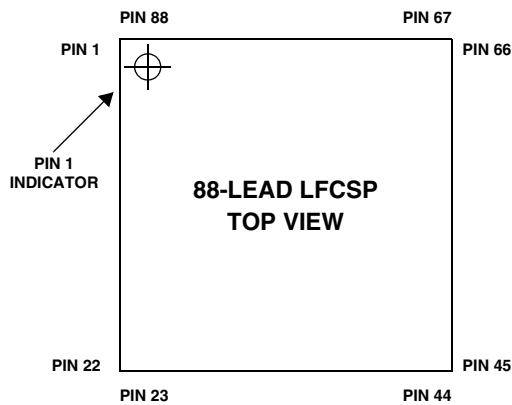 PIN 88
PIN 67
PIN 1
PIN 66
PIN 1
INDICATOR
88-LEAD LFCSP
TOP VIEW
PIN 22
PIN 45
PIN 23
PIN 44